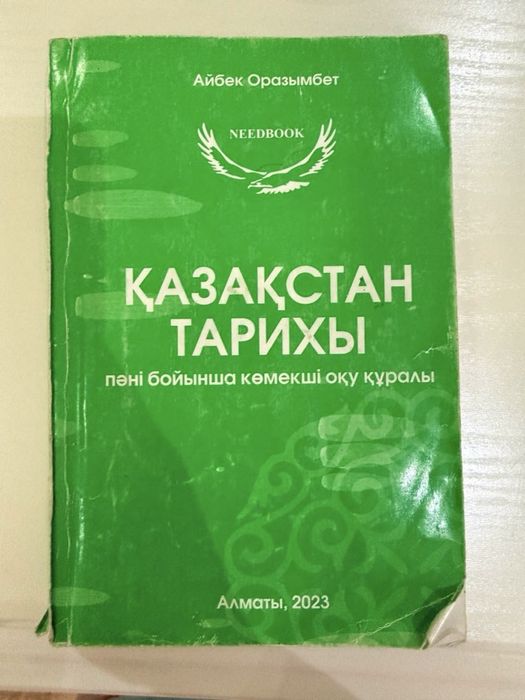 Айбек Оразымбет
NEEDBOOK
ҚАЗАҚСТАН
ТАРИХЫ
пәні бойынша көмекші оқу құралы
Алматы, 2023